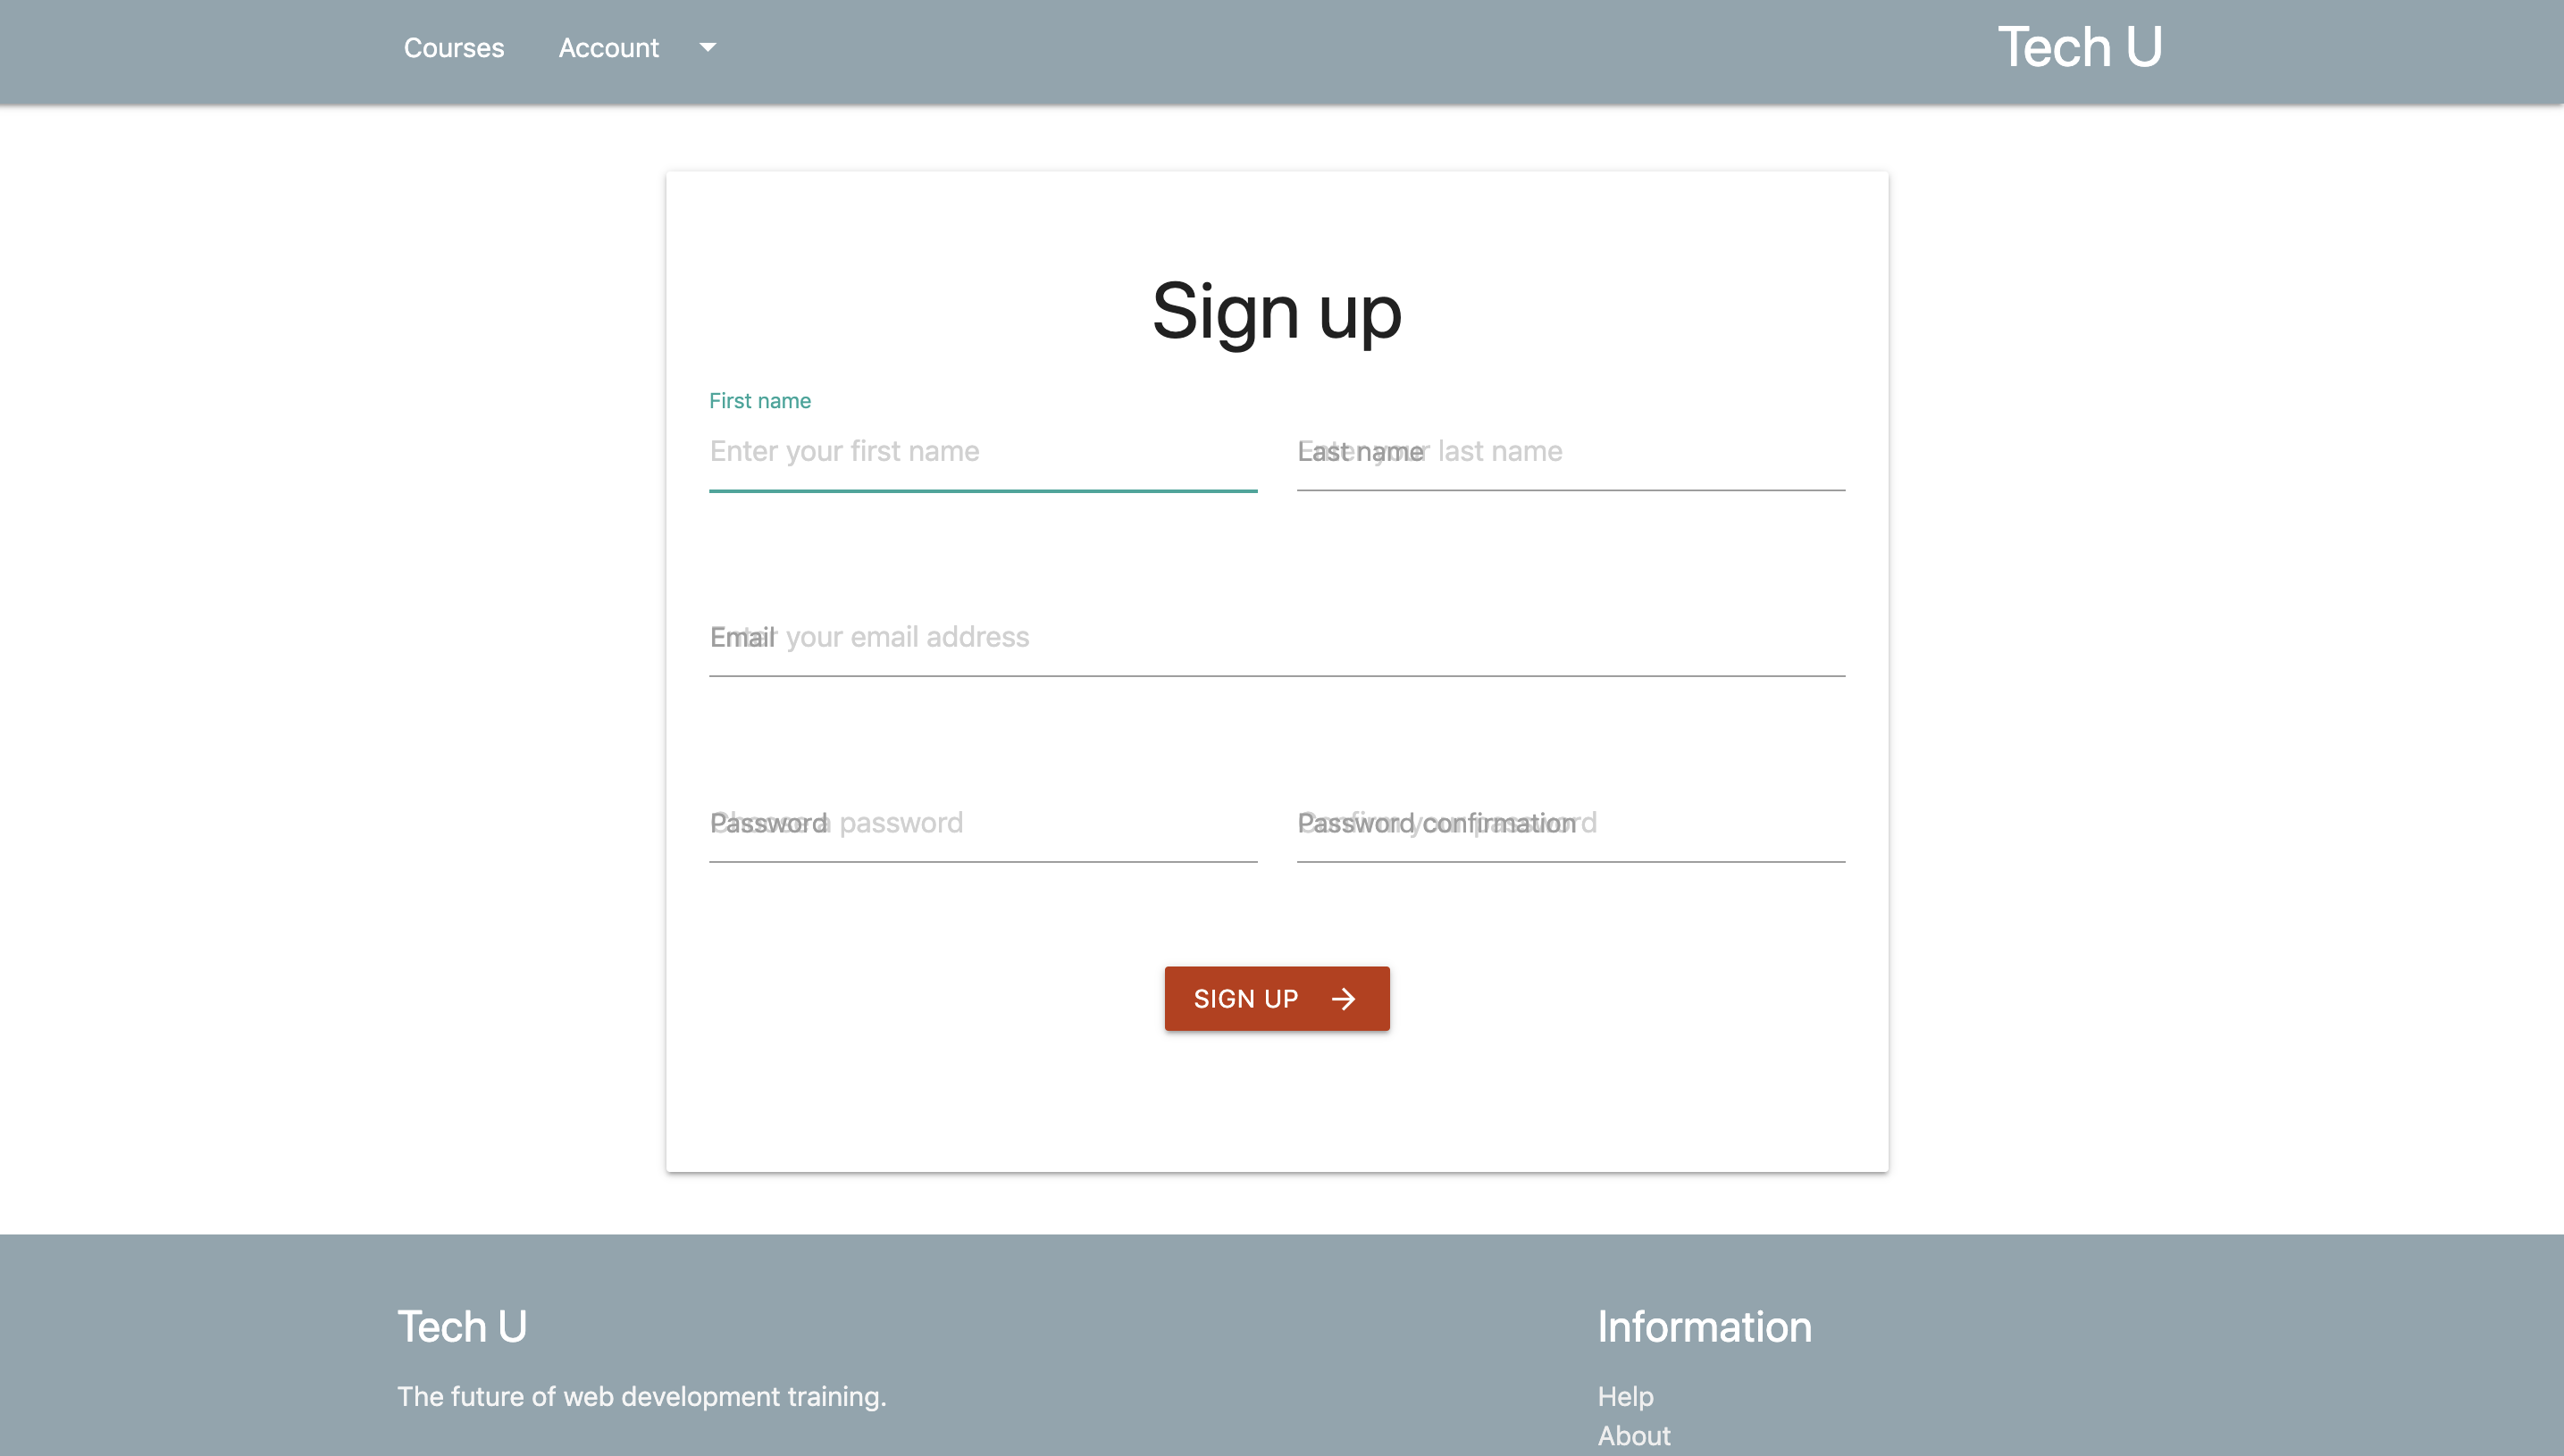 Courses Account Tech U
Sign up
First name
Enter your first name
Last name Enter your last name
Email Enter your email address
Password Choose a password
Password confirmation Confirm your password
SIGN UP
Tech U
The future of web development training.
Information
Help
About